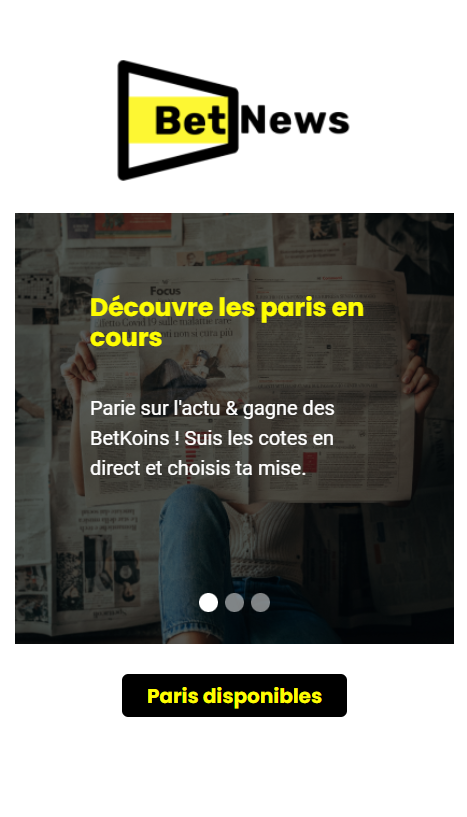 BetNews
Focus
Découvre les paris en
cours
Parie sur l'actu & gagne des
BetKoins ! Suis les cotes en
direct et choisis ta mise.
Paris disponibles